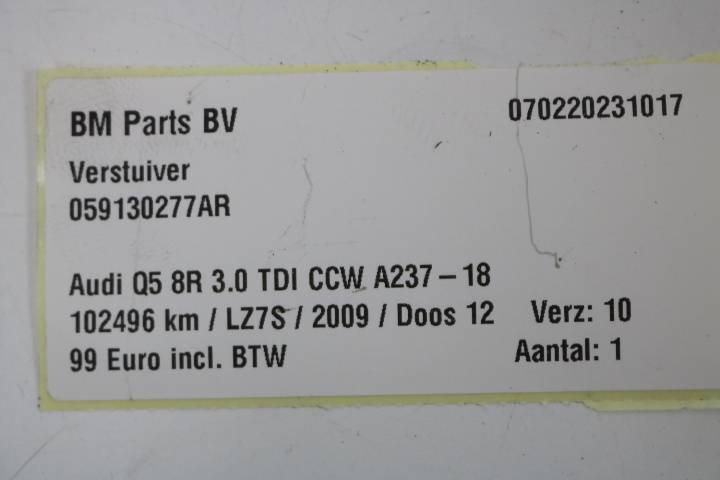 BM Parts BV 070220231017
Verstuiver
059130277AR
Audi Q5 8R 3.0 TDI CCW A237-18
102496 km / LZ7S / 2009 / Doos 12 Verz: 10
99 Euro incl. BTW Aantal: 1